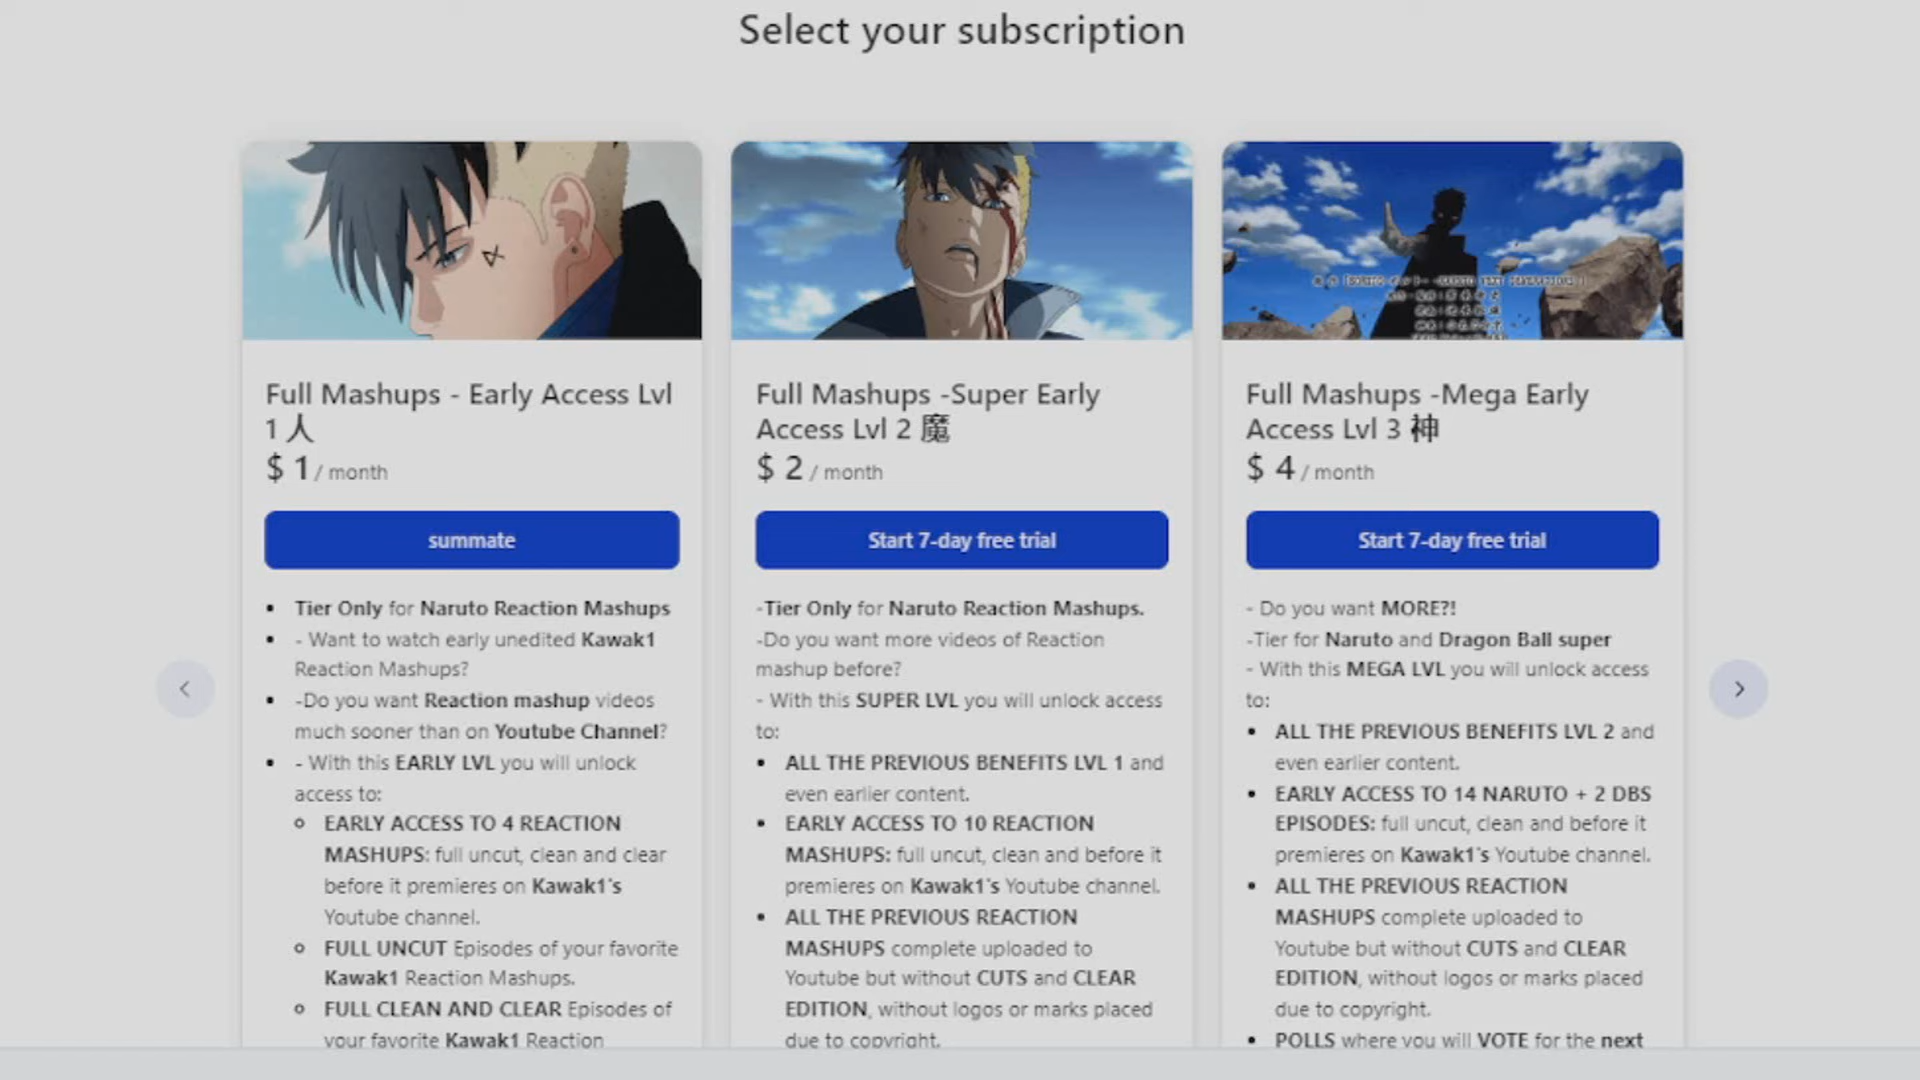 Select your subscription
Full Mashups - Early Access Lvl
1 人
$ 1 / month
summate
• Tier Only for Naruto Reaction Mashups
• - Want to watch early unedited Kawak1
Reaction Mashups?
• -Do you want Reaction mashup videos
much sooner than on Youtube Channel?
• - With this EARLY LVL you will unlock
access to:
EARLY ACCESS TO 4 REACTION
MASHUPS: full uncut, clean and clear
before it premieres on Kawak1's
Youtube channel.
FULL UNCUT Episodes of your favorite
Kawak1 Reaction Mashups.
FULL CLEAN AND CLEAR Episodes of
your favorite Kawak1 Reaction
Full Mashups -Super Early
Access Lvl 2 魔
$ 2 / month
Start 7-day free trial
-Tier Only for Naruto Reaction Mashups.
-Do you want more videos of Reaction
mashup before?
- With this SUPER LVL you will unlock access
to:
• ALL THE PREVIOUS BENEFITS LVL 1 and
even earlier content.
• EARLY ACCESS TO 10 REACTION
MASHUPS: full uncut, clean and before it
premieres on Kawak1's Youtube channel.
• ALL THE PREVIOUS REACTION
MASHUPS complete uploaded to
Youtube but without CUTS and CLEAR
EDITION, without logos or marks placed
due to copyright.
Full Mashups -Mega Early
Access Lvl 3 神
$ 4 / month
Start 7-day free trial
- Do you want MORE?!
-Tier for Naruto and Dragon Ball super
- With this MEGA LVL you will unlock access
to:
• ALL THE PREVIOUS BENEFITS LVL 2 and
even earlier content.
• EARLY ACCESS TO 14 NARUTO + 2 DBS
EPISODES: full uncut, clean and before it
premieres on Kawak1's Youtube channel.
• ALL THE PREVIOUS REACTION
MASHUPS complete uploaded to
Youtube but without CUTS and CLEAR
EDITION, without logos or marks placed
due to copyright.
• POLLS where you will VOTE for the next